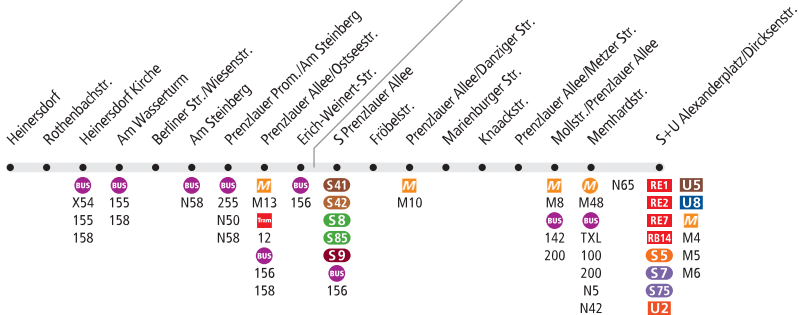 Heinersdorf
Rothenbachstr.
Heinersdorf Kirche
Am Wasserturm
Berliner Str./Wiesenstr.
Am Steinberg
Prenzlauer Prom./Am Steinberg
Prenzlauer Allee/Ostseestr.
Erich-Weinert-Str.
S Prenzlauer Allee
Fröbelstr.
Prenzlauer Allee/Danziger Str.
Marienburger Str.
Knaackstr.
Prenzlauer Allee/Metzer Str.
Mollstr./Prenzlauer Allee
Memhardstr.
S+U Alexanderplatz/Dircksenstr.
BUS
X54
155
158
BUS
155
158
BUS
N58
BUS
255
N50
N58
M
M13
Tram
12
BUS
156
158
BUS
156
S41
S42
S8
S85
S9
BUS
156
M
M10
M
M8
BUS
142
200
M
M48
BUS
TXL
100
200
N5
N42
N65
RE1
RE2
RE7
RB14
S5
S7
S75
U2
U5
U8
M
M4
M5
M6